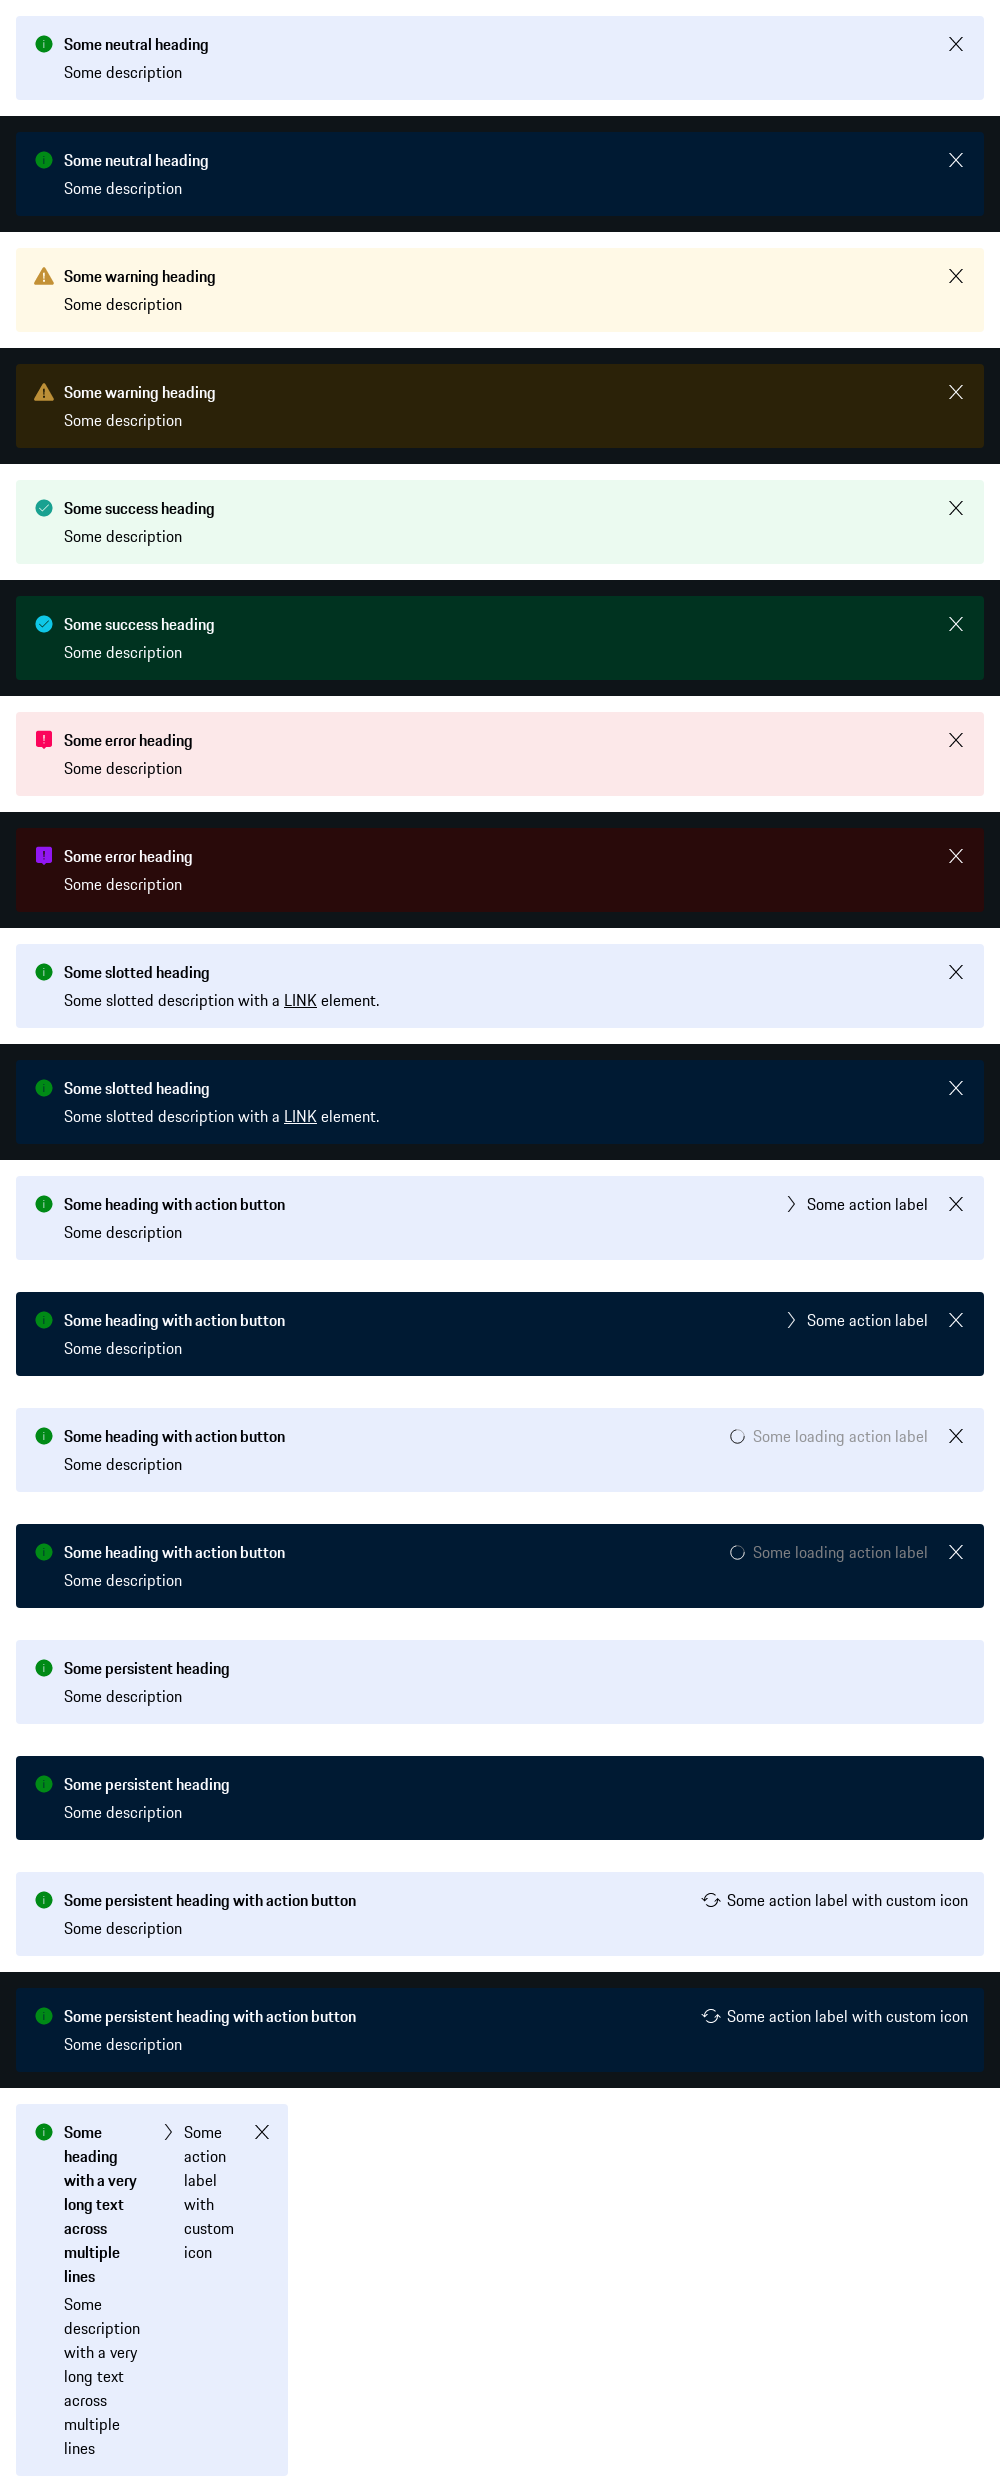 Some neutral heading
Some description
Some neutral heading
Some description
Some warning heading
Some description
Some warning heading
Some description
Some success heading
Some description
Some success heading
Some description
Some error heading
Some description
Some error heading
Some description
Some slotted heading
Some slotted description with a LINK element.
Some slotted heading
Some slotted description with a LINK element.
Some heading with action button
Some action label
Some description
Some heading with action button
Some action label
Some description
Some heading with action button
Some loading action label
Some description
Some heading with action button
Some loading action label
Some description
Some persistent heading
Some description
Some persistent heading
Some description
Some persistent heading with action button
Some action label with custom icon
Some description
Some persistent heading with action button
Some action label with custom icon
Some description
Some
heading
with a very
long text
across
multiple
lines
Some
action
label
with
custom
icon
Some
description
with a very
long text
across
multiple
lines